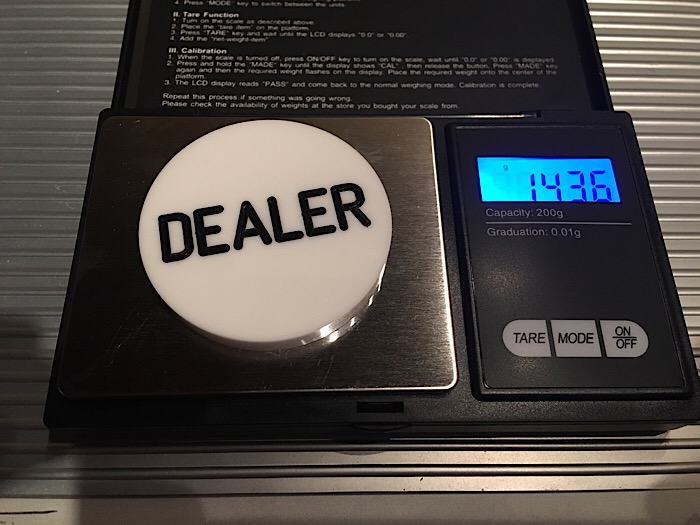 4. Press "MODE" key to switch between the units.
II. Tare Function
1. Turn on the scale as described above.
2. Place the "tare item" on the platform.
3. Press "TARE" key and wait until the LCD displays "0.0" or "0.00".
4. Add the "net-weight-item"
III. Calibration
1. When the scale is turned off, press ON/OFF key to turn on the scale, wait until "0.0" or "0.00" is displayed
2. Press and hold the "MADE" key until the display shows "CAL", then release the button. Press "MADE" key
again and then the required weight flashes on the display. Place the required weight onto the center of the
platform.
3. The LCD display reads "PASS" and come back to the normal weighing mode. Calibration is complete.
Repeat this process if something was going wrong.
Please check the availability of weights at the store you bought your scale from.
DEALER
g
1436
Capacity: 200g
Graduation: 0.01g
TARE
MODE
ON
OFF